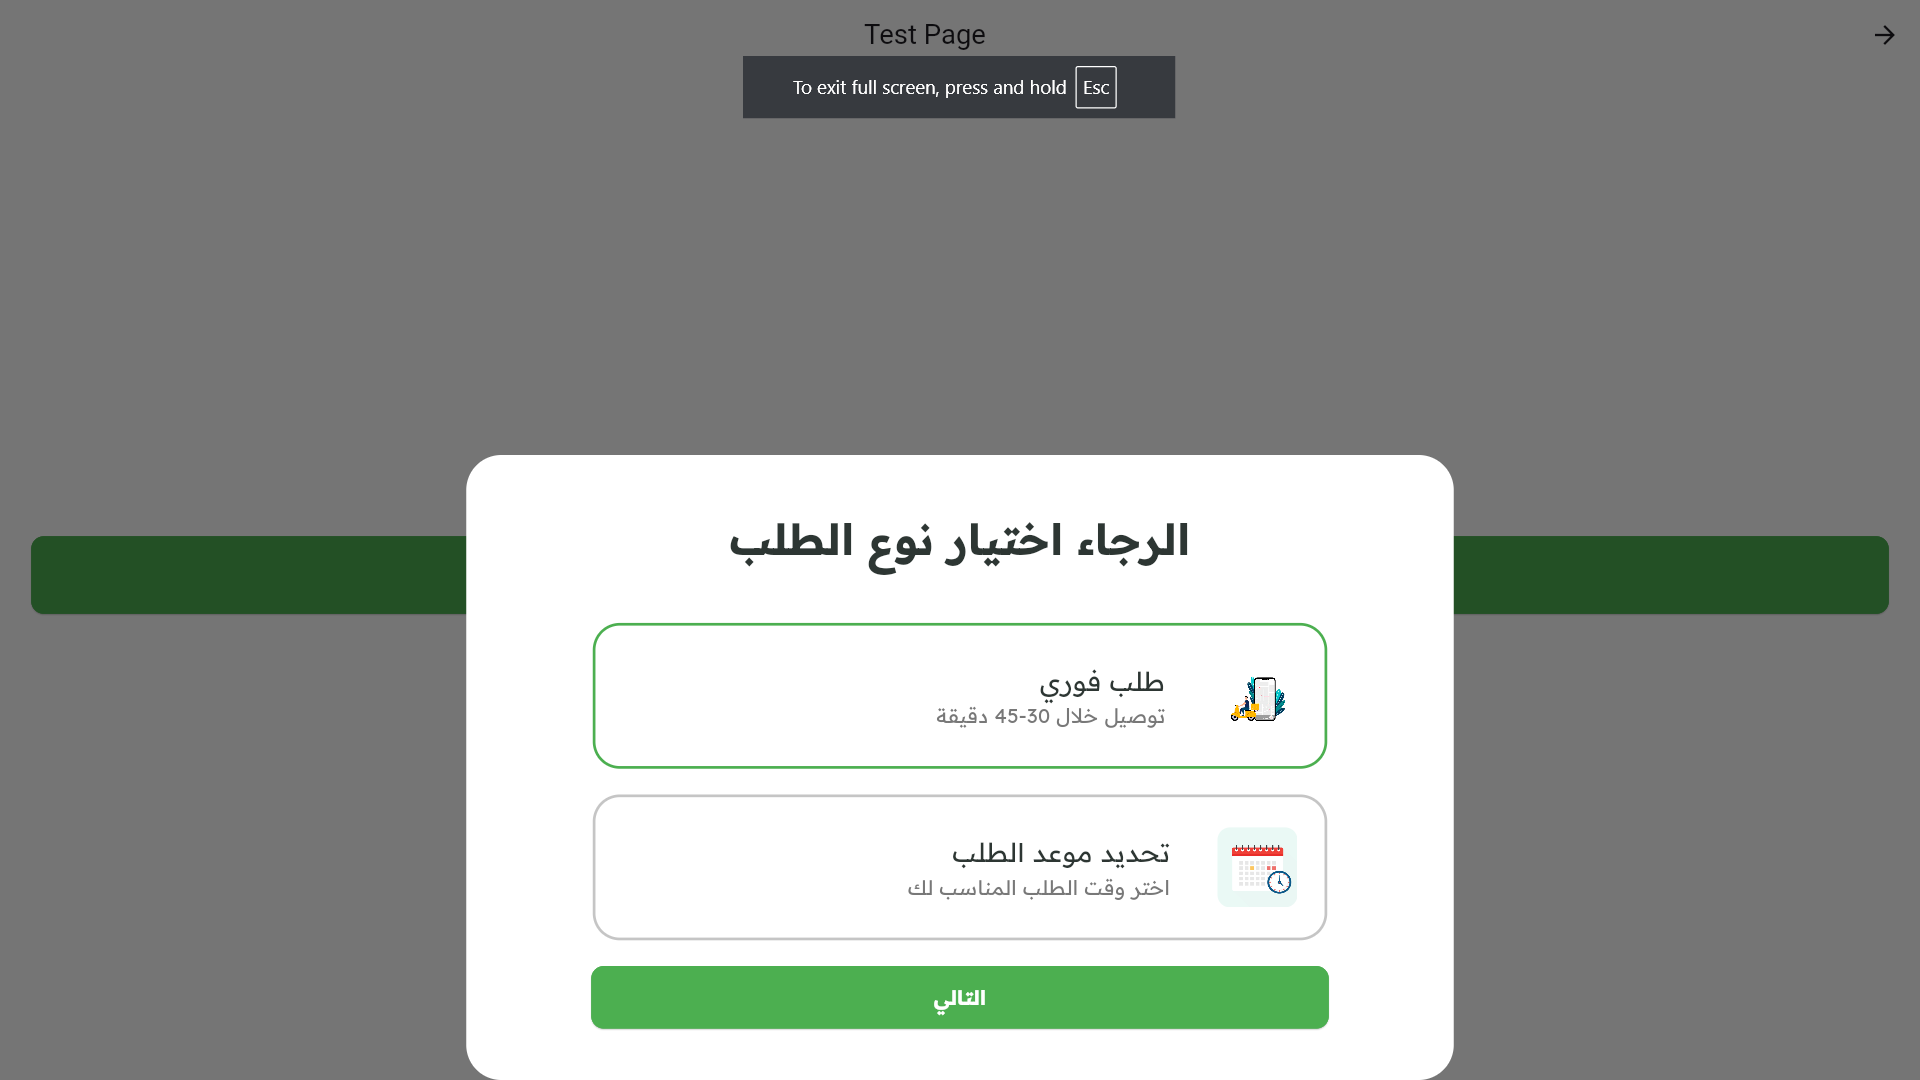 Test Page
To exit full screen, press and hold Esc
الرجاء اختيار نوع الطلب
طلب فوري
توصيل خلال 30-45 دقيقة
تحديد موعد الطلب
اختر وقت الطلب المناسب لك
التالي